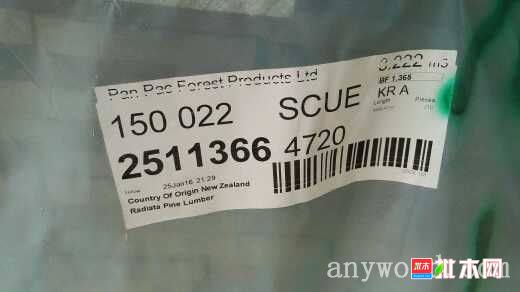 Pan Pac Forest Products Ltd
3.222 m3
BF 1,365
150 022 SCUE
KR A
Length Pieces
2511366 4720
25Jan16 21:29
Country Of Origin New Zealand
Radiata Pine Lumber
批木网